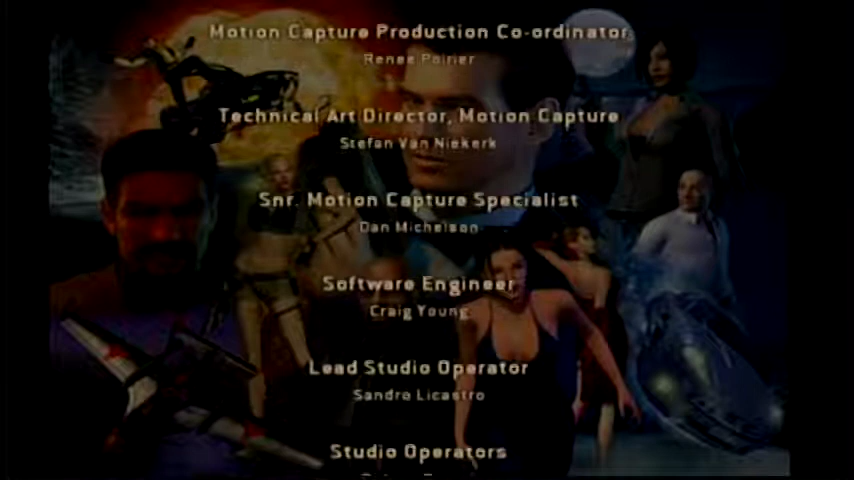 Motion Capture Production Co-ordinator
Renee Poirier
Technical Art Director, Motion Capture
Stefan Van Niekerk
Snr. Motion Capture Specialist
Dan Michelson
Software Engineer
Craig Young
Lead Studio Operator
Sandro Licastro
Studio Operators